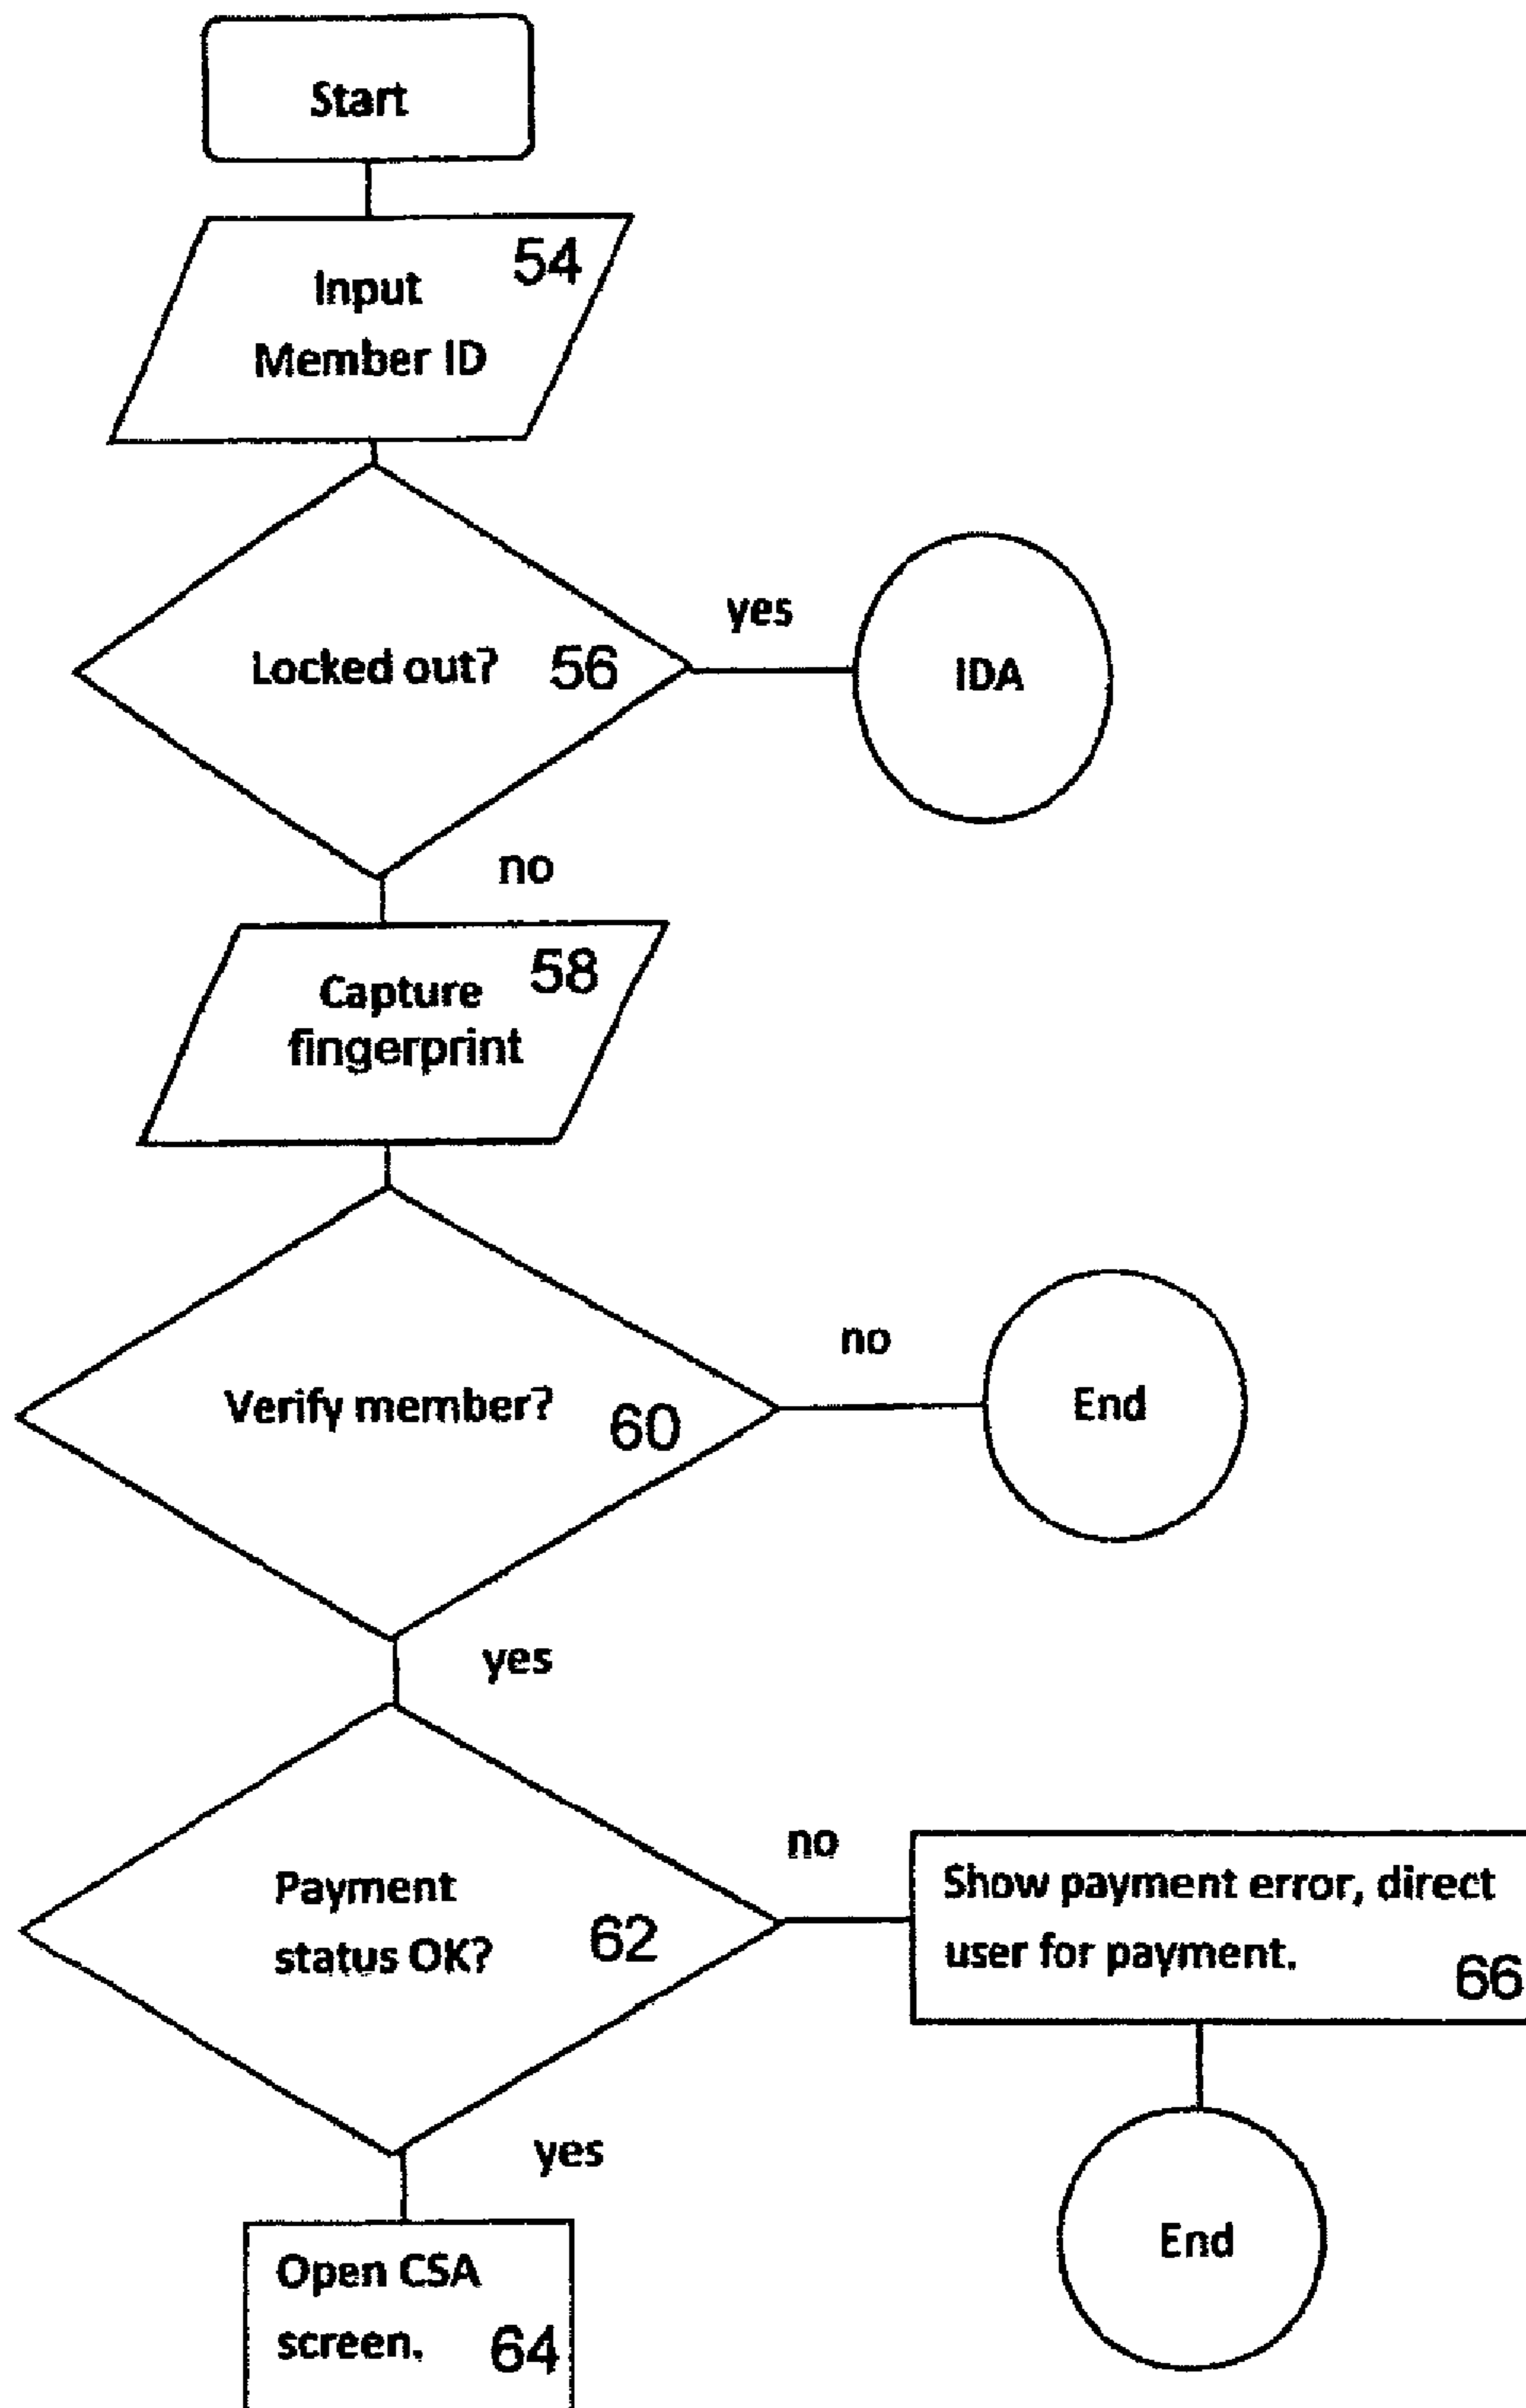 Start
54
Input
Member ID
yes
Locked out? 56
IDA
no
58
Capture
fingerprint
no
Verify member? 60
End
yes
no
Payment
status OK? 62
Show payment error, direct
user for payment.
66
yes
End
Open CSA
screen. 64